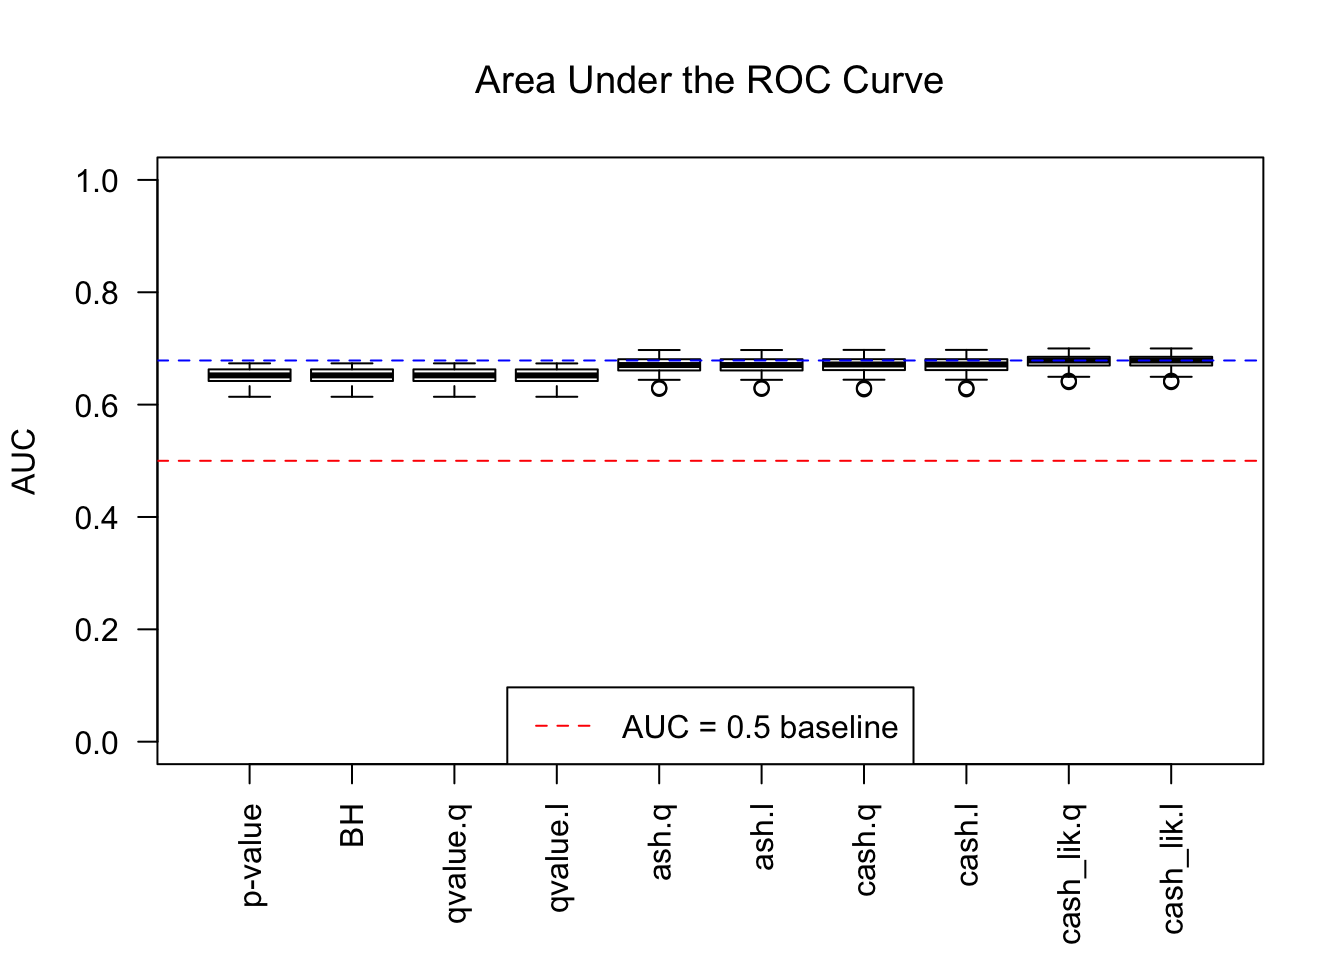 Area Under the ROC Curve
AUC
1.0
0.8
0.6
0.4
0.2
0.0
AUC = 0.5 baseline
p-value
BH
qvalue.q
qvalue.l
ash.q
ash.l
cash.q
cash.l
cash_lik.q
cash_lik.l